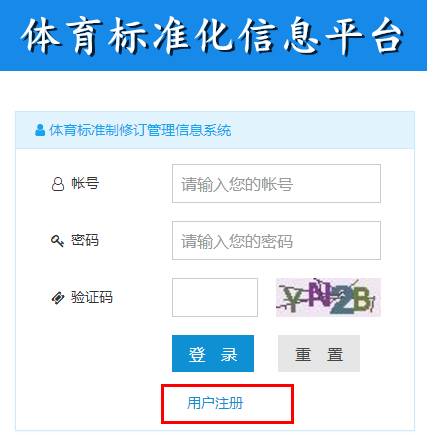 体育标准化信息平台
体育标准制修订管理信息系统
帐号 请输入您的帐号
密码 请输入您的密码
验证码 YN2B
登 录 重 置
用户注册